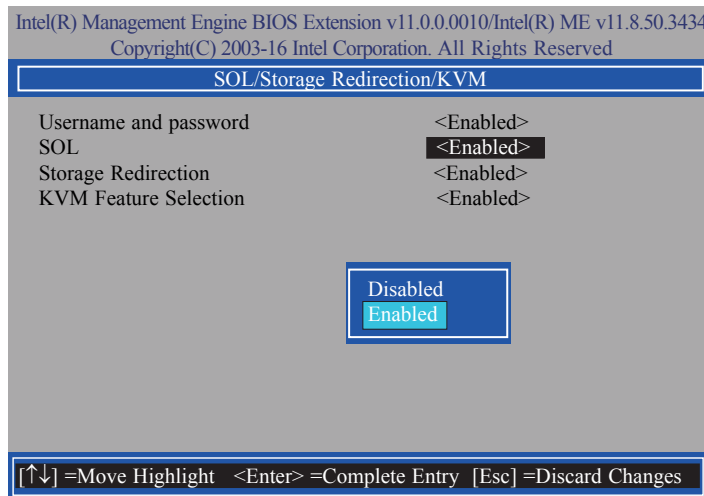 Intel(R) Management Engine BIOS Extension v11.0.0.0010/Intel(R) ME v11.8.50.3434
Copyright(C) 2003-16 Intel Corporation. All Rights Reserved
SOL/Storage Redirection/KVM
Username and password <Enabled>
SOL <Enabled>
Storage Redirection <Enabled>
KVM Feature Selection <Enabled>
Disabled
Enabled
[↑↓] =Move Highlight <Enter> =Complete Entry [Esc] =Discard Changes